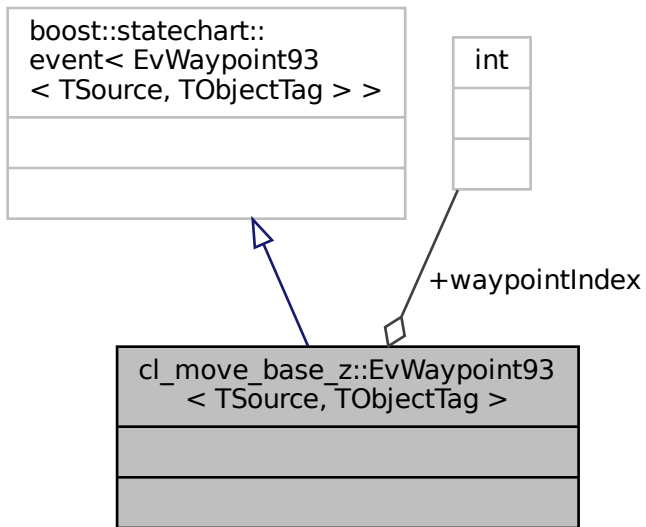 boost::statechart::
event< EvWaypoint93
< TSource, TObjectTag > >
int
+waypointIndex
cl_move_base_z::EvWaypoint93
< TSource, TObjectTag >